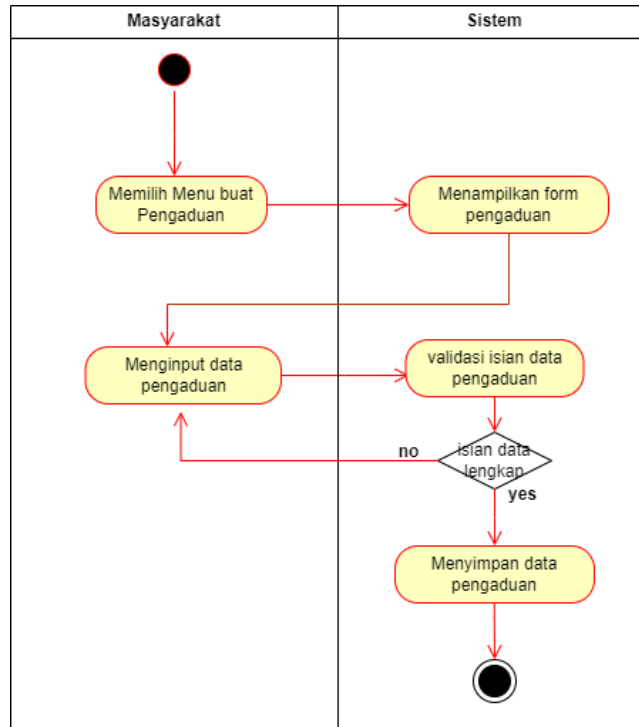 Masyarakat
Sistem
Memilih Menu buat
Pengaduan
Menampilkan form
pengaduan
Menginput data
pengaduan
validasi isian data
pengaduan
no
isian data
lengkap
yes
Menyimpan data
pengaduan